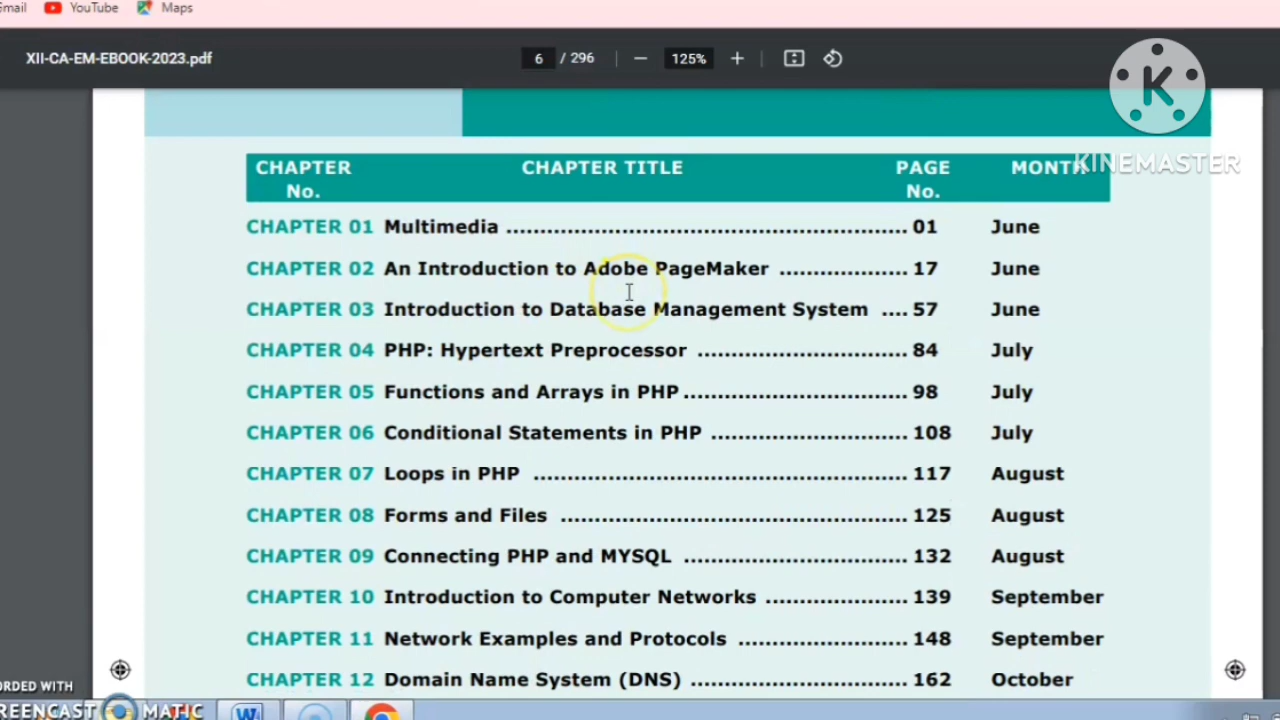 Gmail YouTube Maps
XII-CA-EM-EBOOK-2023.pdf 6 / 296 − 125% +
K
KINEMASTER
CHAPTER No. CHAPTER TITLE PAGE No. MONTH
CHAPTER 01 Multimedia .......................................................... 01 June
CHAPTER 02 An Introduction to Adobe PageMaker ................... 17 June
CHAPTER 03 Introduction to Database Management System .... 57 June
CHAPTER 04 PHP: Hypertext Preprocessor ............................... 84 July
CHAPTER 05 Functions and Arrays in PHP................................. 98 July
CHAPTER 06 Conditional Statements in PHP ............................. 108 July
CHAPTER 07 Loops in PHP ....................................................... 117 August
CHAPTER 08 Forms and Files ................................................... 125 August
CHAPTER 09 Connecting PHP and MYSQL ................................. 132 August
CHAPTER 10 Introduction to Computer Networks ..................... 139 September
CHAPTER 11 Network Examples and Protocols ......................... 148 September
CHAPTER 12 Domain Name System (DNS) ................................ 162 October
ORDED WITH
REENCAST MATIC
W